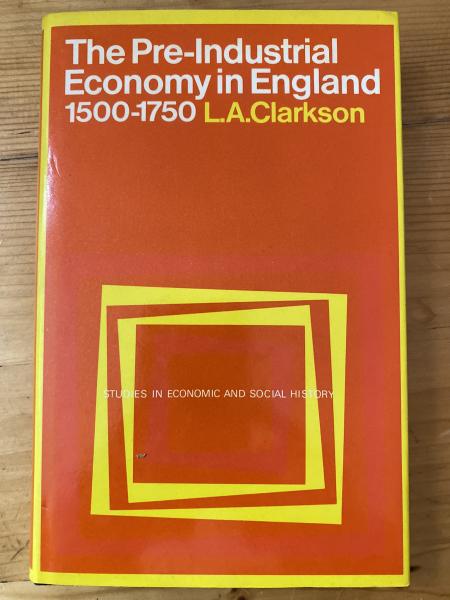 The Pre-Industrial
Economy in England
1500-1750 L.A.Clarkson
STUDIES IN ECONOMIC AND SOCIAL HISTORY